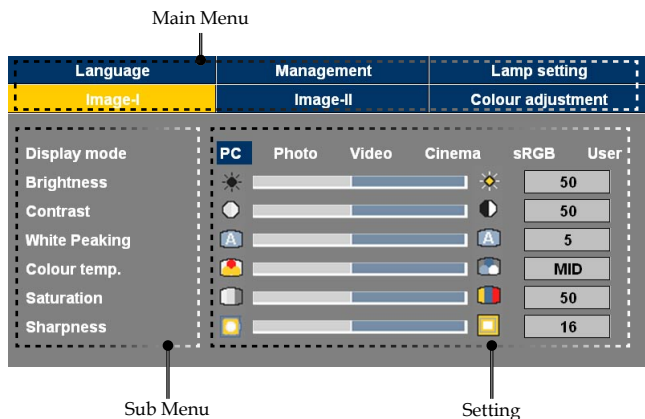 Main Menu
Language Management Lamp setting
Image-I Image-II Colour adjustment
Display mode PC Photo Video Cinema sRGB User
Brightness 50
Contrast 50
White Peaking A A 5
Colour temp. MID
Saturation 50
Sharpness 16
Sub Menu Setting